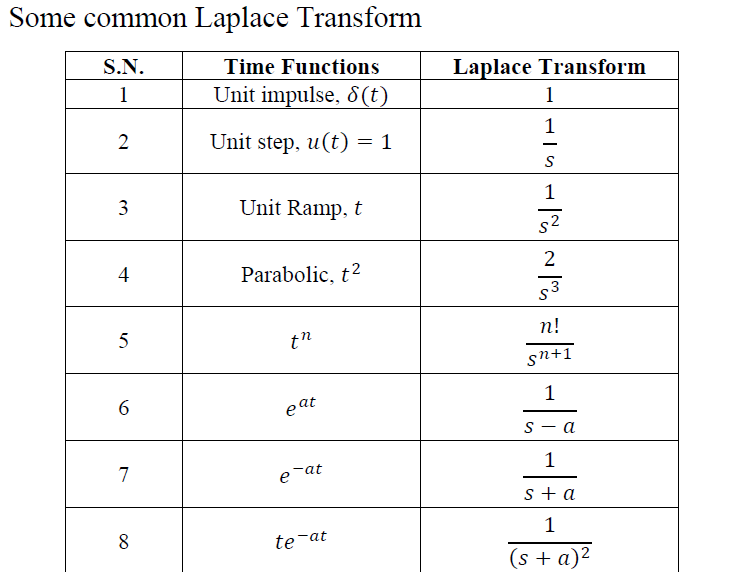 Some common Laplace Transform
S.N. Time Functions Laplace Transform
1 Unit impulse, δ(t) 1
2 Unit step, u(t) = 1 1/s
3 Unit Ramp, t 1/s²
4 Parabolic, t² 2/s³
5 tⁿ n!/sⁿ⁺¹
6 e^{at} 1/(s − a)
7 e^{−at} 1/(s + a)
8 te^{−at} 1/(s + a)²